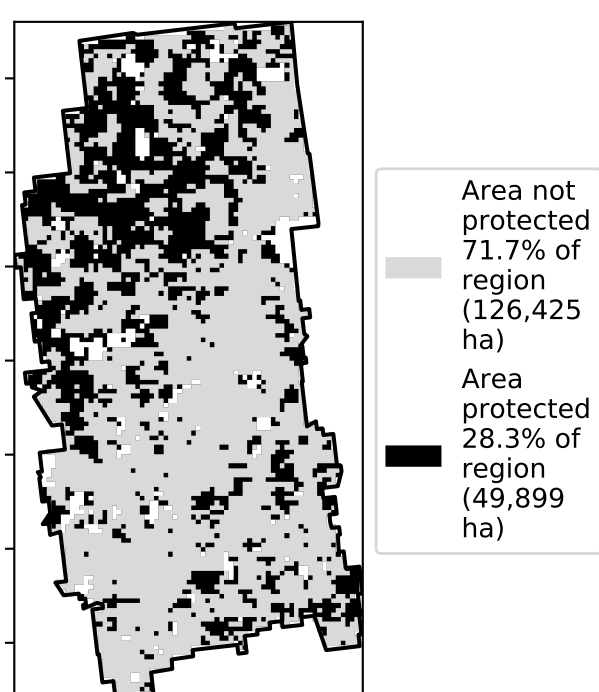 Area not
protected
71.7% of
region
(126,425
ha)
Area
protected
28.3% of
region
(49,899
ha)